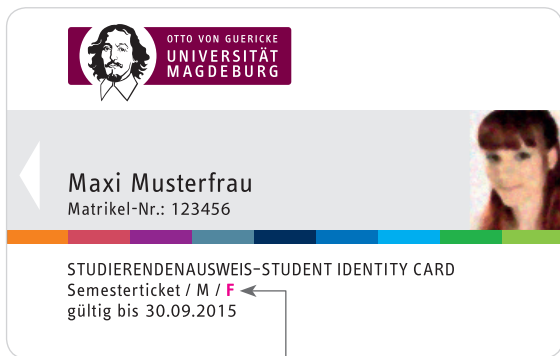 OTTO VON GUERICKE
UNIVERSITÄT
MAGDEBURG
Maxi Musterfrau
Matrikel-Nr.: 123456
STUDIERENDENAUSWEIS-STUDENT IDENTITY CARD
Semesterticket / M / F
gültig bis 30.09.2015